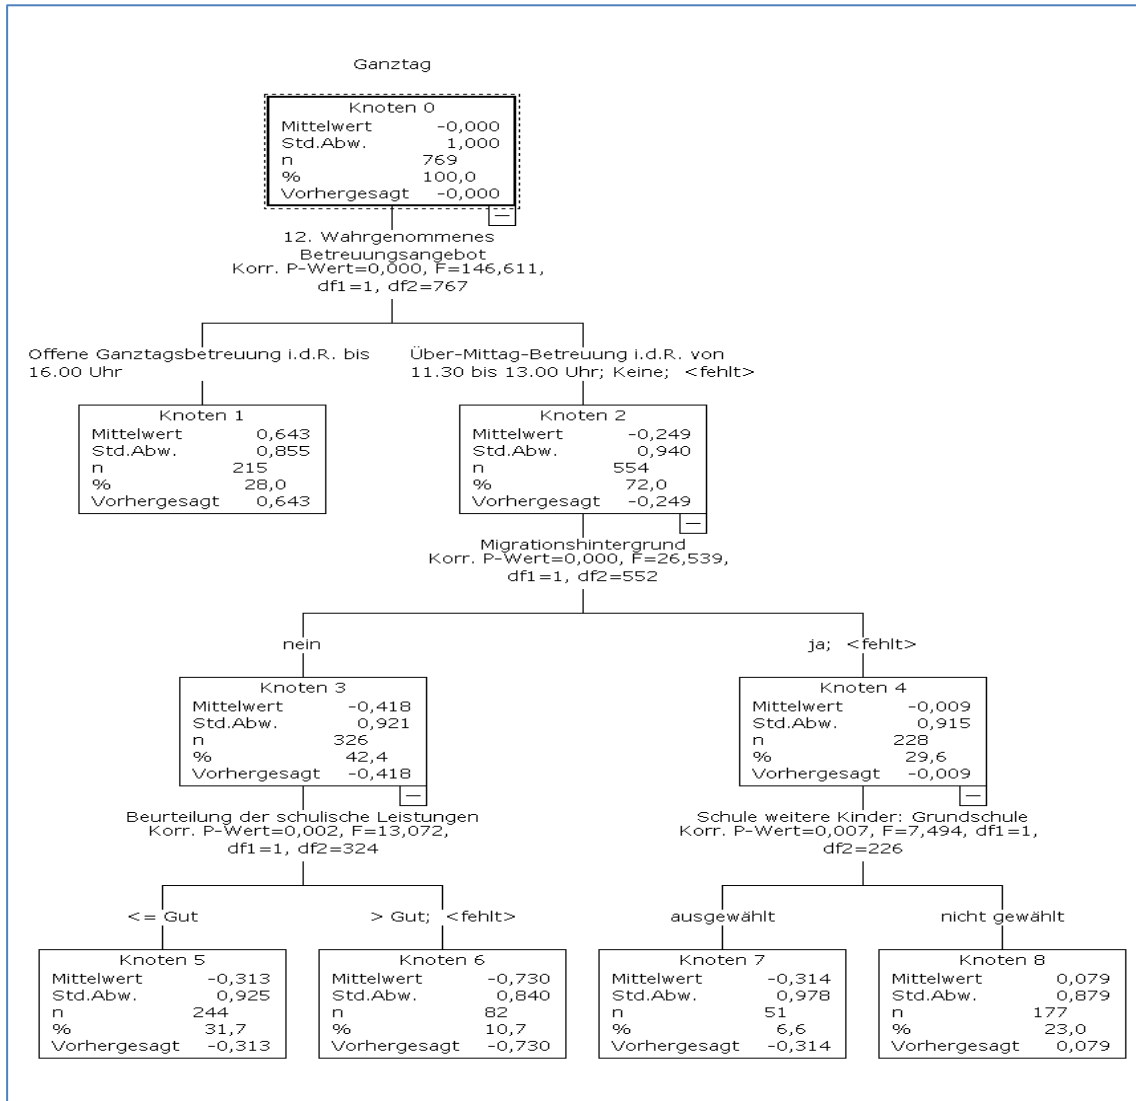 Ganztag
Knoten 0
Mittelwert -0,000
Std.Abw. 1,000
n 769
% 100,0
Vorhergesagt -0,000
12. Wahrgenommenes
Betreuungsangebot
Korr. P-Wert=0,000, F=146,611,
df1=1, df2=767
Offene Ganztagsbetreuung i.d.R. bis
16.00 Uhr
Über-Mittag-Betreuung i.d.R. von
11.30 bis 13.00 Uhr; Keine; <fehlt>
Knoten 1
Mittelwert 0,643
Std.Abw. 0,855
n 215
% 28,0
Vorhergesagt 0,643
Knoten 2
Mittelwert -0,249
Std.Abw. 0,940
n 554
% 72,0
Vorhergesagt -0,249
Migrationshintergrund
Korr. P-Wert=0,000, F=26,539,
df1=1, df2=552
nein
ja; <fehlt>
Knoten 3
Mittelwert -0,418
Std.Abw. 0,921
n 326
% 42,4
Vorhergesagt -0,418
Knoten 4
Mittelwert -0,009
Std.Abw. 0,915
n 228
% 29,6
Vorhergesagt -0,009
Beurteilung der schulische Leistungen
Korr. P-Wert=0,002, F=13,072,
df1=1, df2=324
Schule weitere Kinder: Grundschule
Korr. P-Wert=0,007, F=7,494, df1=1,
df2=226
<= Gut
> Gut; <fehlt>
ausgewählt
nicht gewählt
Knoten 5
Mittelwert -0,313
Std.Abw. 0,925
n 244
% 31,7
Vorhergesagt -0,313
Knoten 6
Mittelwert -0,730
Std.Abw. 0,840
n 82
% 10,7
Vorhergesagt -0,730
Knoten 7
Mittelwert -0,314
Std.Abw. 0,978
n 51
% 6,6
Vorhergesagt -0,314
Knoten 8
Mittelwert 0,079
Std.Abw. 0,879
n 177
% 23,0
Vorhergesagt 0,079